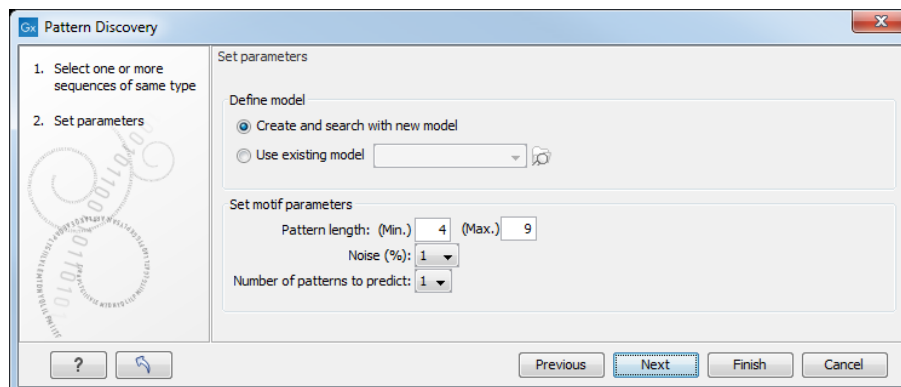 Gx Pattern Discovery
1. Select one or more
sequences of same type
2. Set parameters
Set parameters
Define model
Create and search with new model
Use existing model
Set motif parameters
Pattern length: (Min.) 4 (Max.) 9
Noise (%): 1
Number of patterns to predict: 1
? Previous Next Finish Cancel